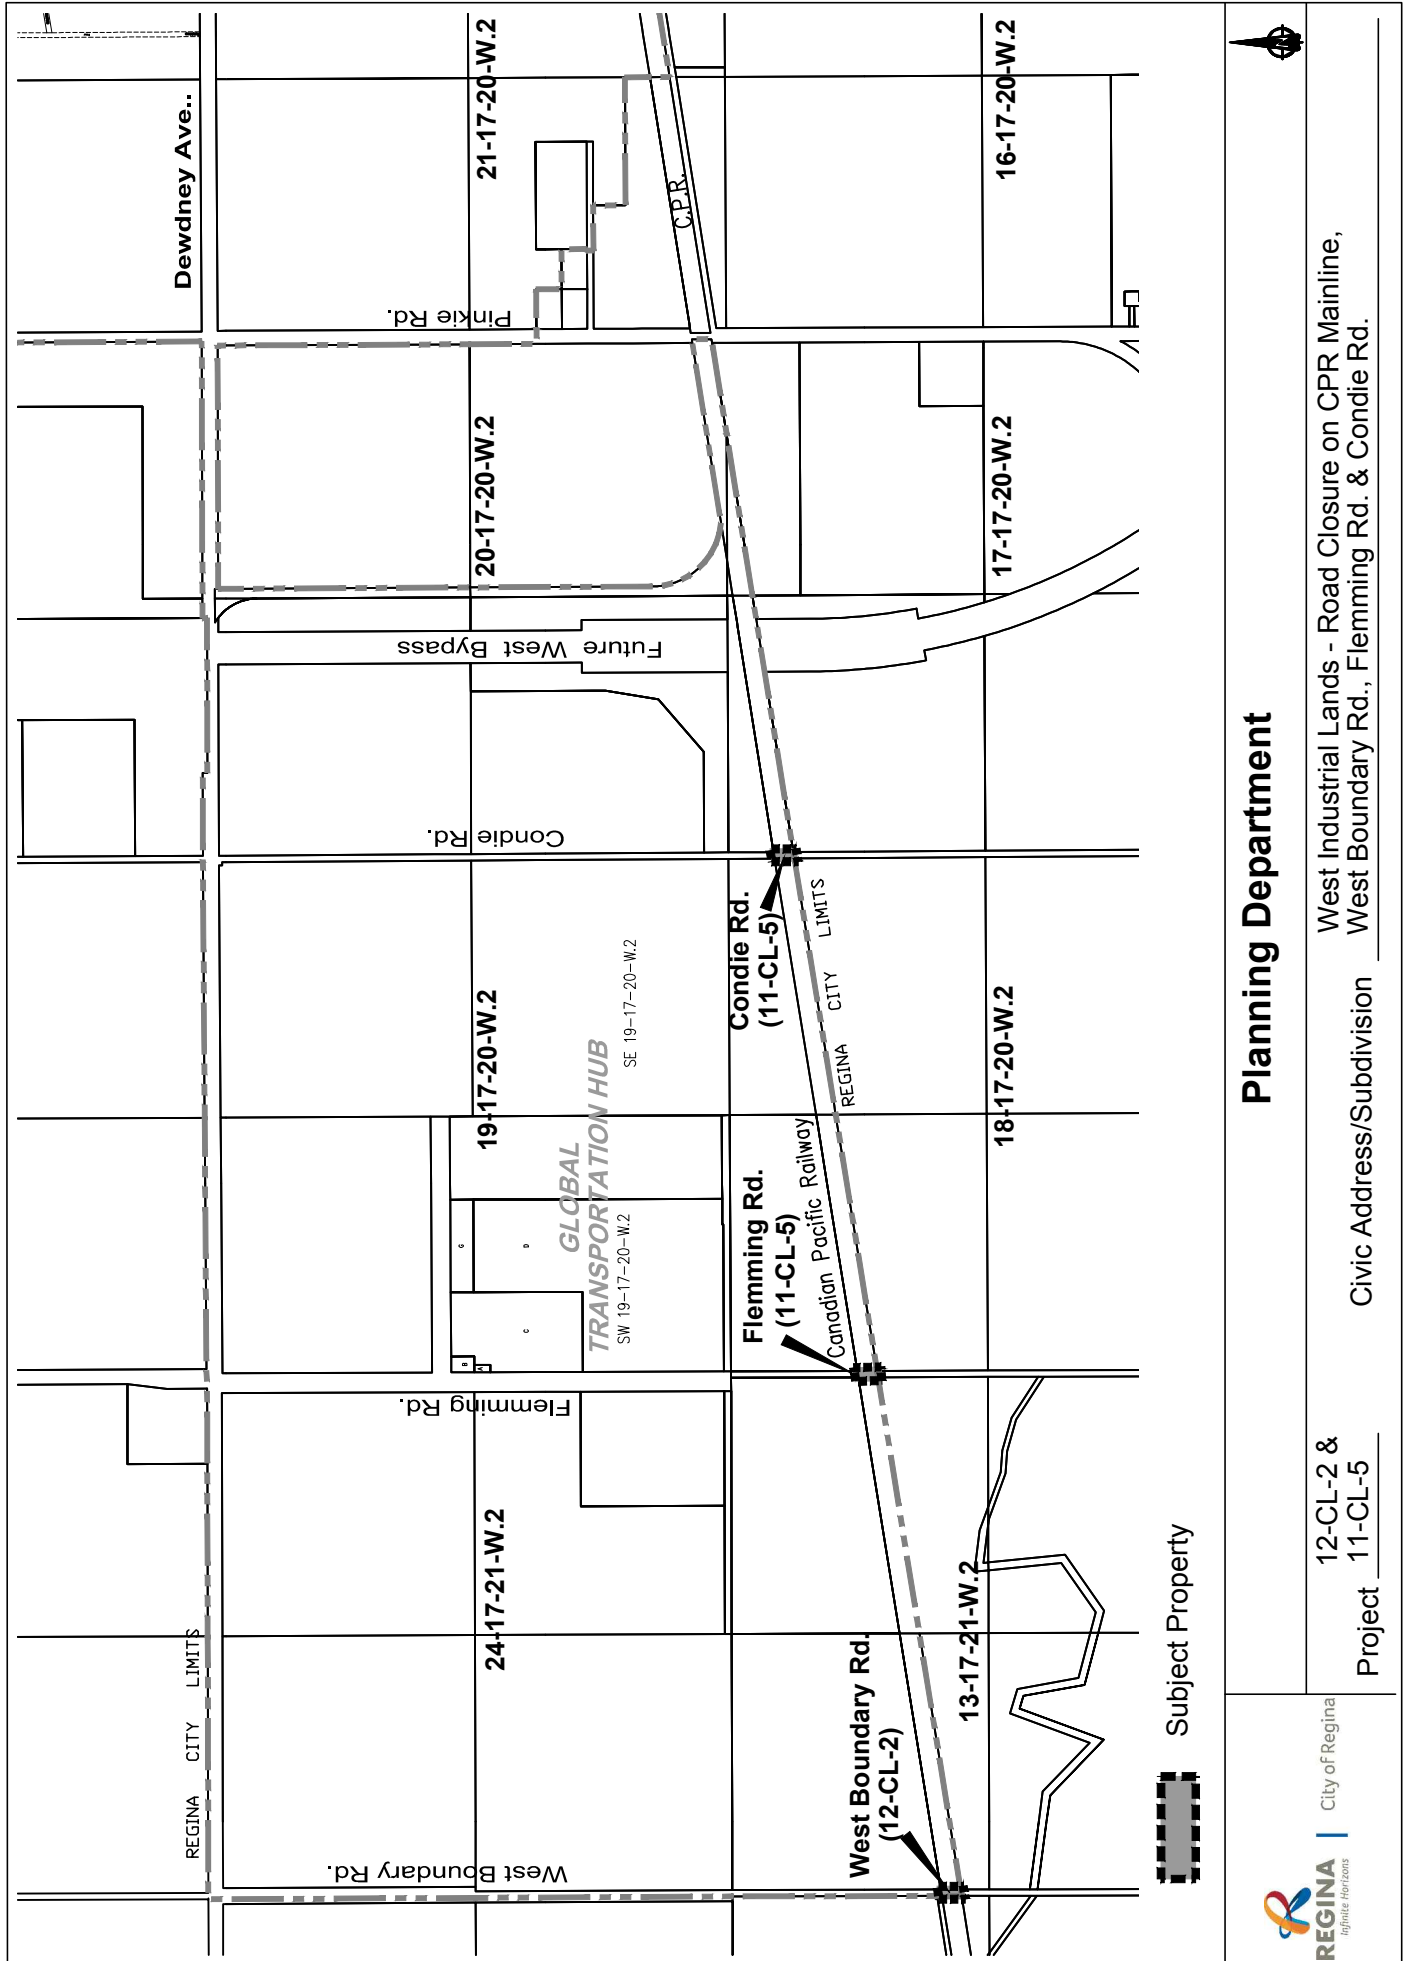 Dewdney Ave..
REGINA CITY LIMITS
West Boundary Rd.
Flemming Rd.
Condie Rd.
Future West Bypass
Pinkie Rd.
24-17-21-W.2
19-17-20-W.2
20-17-20-W.2
21-17-20-W.2
G
D
C
B
A
GLOBAL
TRANSPORTATION HUB
SW 19-17-20-W.2
SE 19-17-20-W.2
C.P.R.
Condie Rd.
(11-CL-5)
Flemming Rd.
(11-CL-5)
Canadian Pacific Railway
REGINA CITY LIMITS
West Boundary Rd.
(12-CL-2)
13-17-21-W.2
18-17-20-W.2
17-17-20-W.2
16-17-20-W.2
Subject Property
Planning Department
REGINA
Infinite Horizons
City of Regina
Project 12-CL-2 &
11-CL-5
Civic Address/Subdivision
West Industrial Lands - Road Closure on CPR Mainline,
West Boundary Rd., Flemming Rd. & Condie Rd.